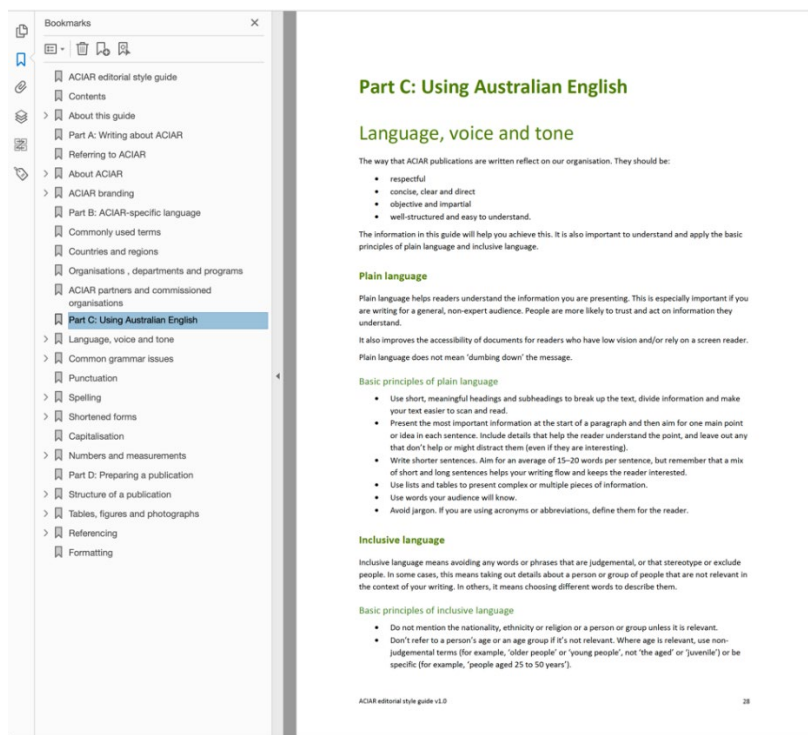 Bookmarks
ACIAR editorial style guide
Contents
About this guide
Part A: Writing about ACIAR
Referring to ACIAR
About ACIAR
ACIAR branding
Part B: ACIAR-specific language
Commonly used terms
Countries and regions
Organisations , departments and programs
ACIAR partners and commissioned
organisations
Part C: Using Australian English
Language, voice and tone
Common grammar issues
Punctuation
Spelling
Shortened forms
Capitalisation
Numbers and measurements
Part D: Preparing a publication
Structure of a publication
Tables, figures and photographs
Referencing
Formatting
Part C: Using Australian English
Language, voice and tone
The way that ACIAR publications are written reflect on our organisation. They should be:
• respectful
• concise, clear and direct
• objective and impartial
• well-structured and easy to understand.
The information in this guide will help you achieve this. It is also important to understand and apply the basic
principles of plain language and inclusive language.
Plain language
Plain language helps readers understand the information you are presenting. This is especially important if you
are writing for a general, non-expert audience. People are more likely to trust and act on information they
understand.
It also improves the accessibility of documents for readers who have low vision and/or rely on a screen reader.
Plain language does not mean ‘dumbing down’ the message.
Basic principles of plain language
• Use short, meaningful headings and subheadings to break up the text, divide information and make
your text easier to scan and read.
• Present the most important information at the start of a paragraph and then aim for one main point
or idea in each sentence. Include details that help the reader understand the point, and leave out any
that don’t help or might distract them (even if they are interesting).
• Write shorter sentences. Aim for an average of 15–20 words per sentence, but remember that a mix
of short and long sentences helps your writing flow and keeps the reader interested.
• Use lists and tables to present complex or multiple pieces of information.
• Use words your audience will know.
• Avoid jargon. If you are using acronyms or abbreviations, define them for the reader.
Inclusive language
Inclusive language means avoiding any words or phrases that are judgemental, or that stereotype or exclude
people. In some cases, this means taking out details about a person or group of people that are not relevant in
the context of your writing. In others, it means choosing different words to describe them.
Basic principles of inclusive language
• Do not mention the nationality, ethnicity or religion or a person or group unless it is relevant.
• Don’t refer to a person’s age or an age group if it’s not relevant. Where age is relevant, use non-
judgemental terms (for example, ‘older people’ or ‘young people’, not ‘the aged’ or ‘juvenile’) or be
specific (for example, ‘people aged 25 to 50 years’).
ACIAR editorial style guide v1.0 28